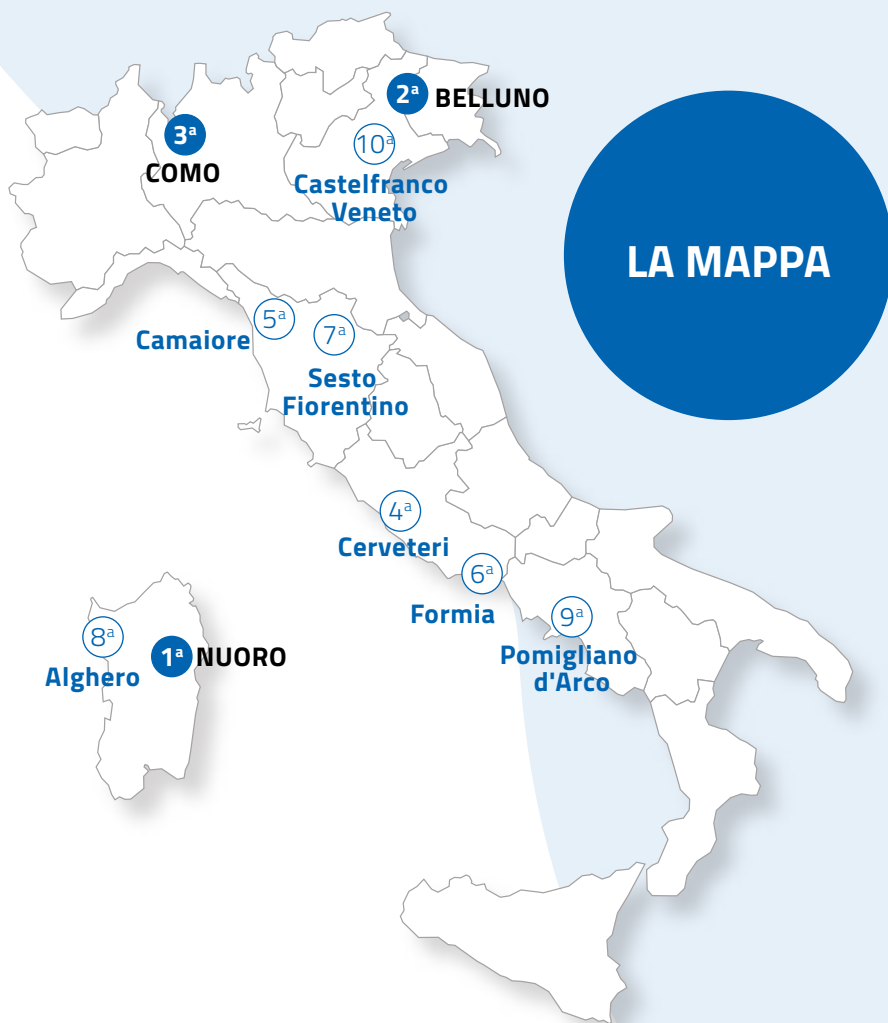 2ª BELLUNO
3ª
COMO
10ª
Castelfranco
Veneto
LA MAPPA
5ª
Camaiore
7ª
Sesto
Fiorentino
4ª
Cerveteri
6ª
Formia
9ª
Pomigliano
d'Arco
8ª
Alghero
1ª NUORO